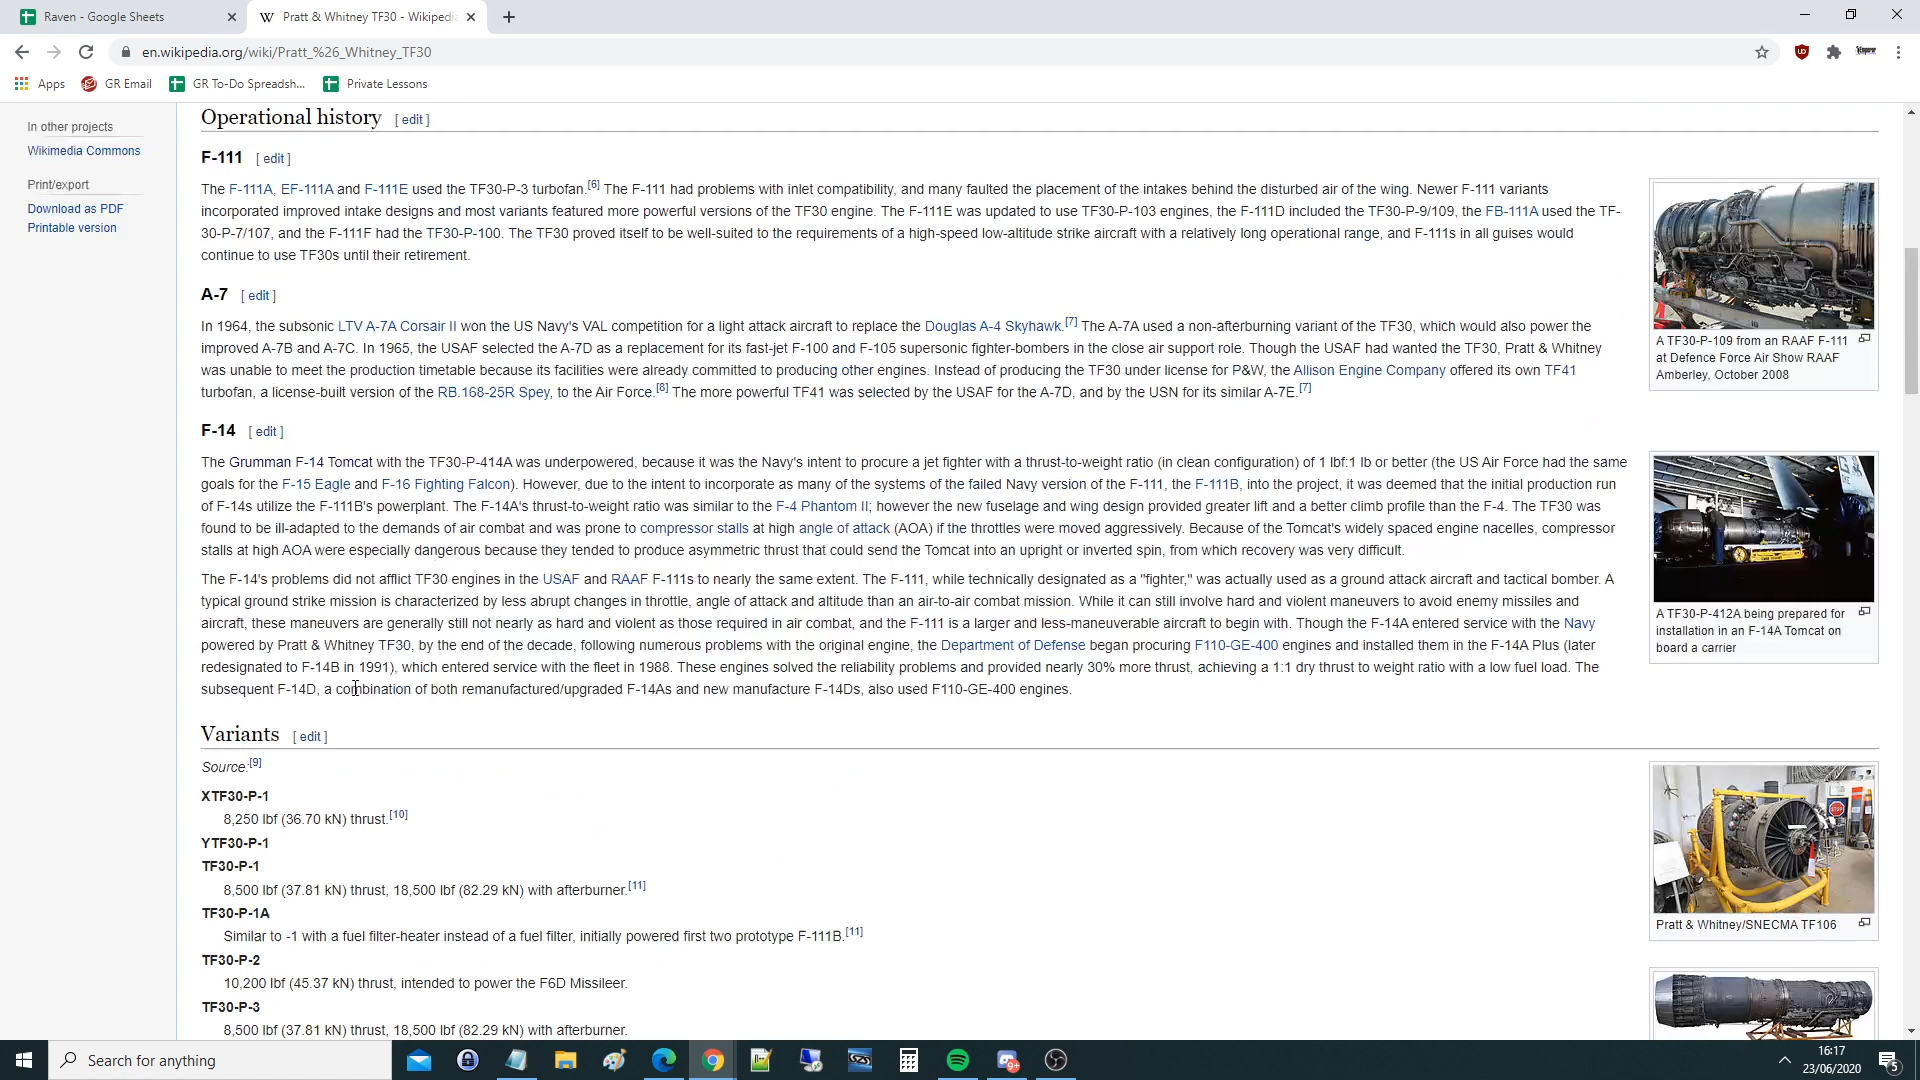 Raven - Google Sheets
Pratt & Whitney TF30 - Wikipedia
en.wikipedia.org/wiki/Pratt_%26_Whitney_TF30
Apps
GR Email
GR To-Do Spreadsh...
Private Lessons
In other projects
Wikimedia Commons
Print/export
Download as PDF
Printable version
Operational history [ edit ]
F-111 [ edit ]
The F-111A, EF-111A and F-111E used the TF30-P-3 turbofan.[6] The F-111 had problems with inlet compatibility, and many faulted the placement of the intakes behind the disturbed air of the wing. Newer F-111 variants
incorporated improved intake designs and most variants featured more powerful versions of the TF30 engine. The F-111E was updated to use TF30-P-103 engines, the F-111D included the TF30-P-9/109, the FB-111A used the TF-
30-P-7/107, and the F-111F had the TF30-P-100. The TF30 proved itself to be well-suited to the requirements of a high-speed low-altitude strike aircraft with a relatively long operational range, and F-111s in all guises would
continue to use TF30s until their retirement.
A TF30-P-109 from an RAAF F-111
at Defence Force Air Show RAAF
Amberley, October 2008
A-7 [ edit ]
In 1964, the subsonic LTV A-7A Corsair II won the US Navy's VAL competition for a light attack aircraft to replace the Douglas A-4 Skyhawk.[7] The A-7A used a non-afterburning variant of the TF30, which would also power the
improved A-7B and A-7C. In 1965, the USAF selected the A-7D as a replacement for its fast-jet F-100 and F-105 supersonic fighter-bombers in the close air support role. Though the USAF had wanted the TF30, Pratt & Whitney
was unable to meet the production timetable because its facilities were already committed to producing other engines. Instead of producing the TF30 under license for P&W, the Allison Engine Company offered its own TF41
turbofan, a license-built version of the RB.168-25R Spey, to the Air Force.[8] The more powerful TF41 was selected by the USAF for the A-7D, and by the USN for its similar A-7E.[7]
F-14 [ edit ]
The Grumman F-14 Tomcat with the TF30-P-414A was underpowered, because it was the Navy's intent to procure a jet fighter with a thrust-to-weight ratio (in clean configuration) of 1 lbf:1 lb or better (the US Air Force had the same
goals for the F-15 Eagle and F-16 Fighting Falcon). However, due to the intent to incorporate as many of the systems of the failed Navy version of the F-111, the F-111B, into the project, it was deemed that the initial production run
of F-14s utilize the F-111B's powerplant. The F-14A's thrust-to-weight ratio was similar to the F-4 Phantom II; however the new fuselage and wing design provided greater lift and a better climb profile than the F-4. The TF30 was
found to be ill-adapted to the demands of air combat and was prone to compressor stalls at high angle of attack (AOA) if the throttles were moved aggressively. Because of the Tomcat's widely spaced engine nacelles, compressor
stalls at high AOA were especially dangerous because they tended to produce asymmetric thrust that could send the Tomcat into an upright or inverted spin, from which recovery was very difficult.
The F-14's problems did not afflict TF30 engines in the USAF and RAAF F-111s to nearly the same extent. The F-111, while technically designated as a "fighter," was actually used as a ground attack aircraft and tactical bomber. A
typical ground strike mission is characterized by less abrupt changes in throttle, angle of attack and altitude than an air-to-air combat mission. While it can still involve hard and violent maneuvers to avoid enemy missiles and
aircraft, these maneuvers are generally still not nearly as hard and violent as those required in air combat, and the F-111 is a larger and less-maneuverable aircraft to begin with. Though the F-14A entered service with the Navy
powered by Pratt & Whitney TF30, by the end of the decade, following numerous problems with the original engine, the Department of Defense began procuring F110-GE-400 engines and installed them in the F-14A Plus (later
redesignated to F-14B in 1991), which entered service with the fleet in 1988. These engines solved the reliability problems and provided nearly 30% more thrust, achieving a 1:1 dry thrust to weight ratio with a low fuel load. The
subsequent F-14D, a combination of both remanufactured/upgraded F-14As and new manufacture F-14Ds, also used F110-GE-400 engines.
A TF30-P-412A being prepared for
installation in an F-14A Tomcat on
board a carrier
Variants [ edit ]
Source:[9]
XTF30-P-1
8,250 lbf (36.70 kN) thrust.[10]
YTF30-P-1
TF30-P-1
8,500 lbf (37.81 kN) thrust, 18,500 lbf (82.29 kN) with afterburner.[11]
TF30-P-1A
Similar to -1 with a fuel filter-heater instead of a fuel filter, initially powered first two prototype F-111B.[11]
TF30-P-2
10,200 lbf (45.37 kN) thrust, intended to power the F6D Missileer.
TF30-P-3
8,500 lbf (37.81 kN) thrust, 18,500 lbf (82.29 kN) with afterburner.
STOP
Pratt & Whitney/SNECMA TF106
Search for anything
9+
16:17
23/06/2020
5